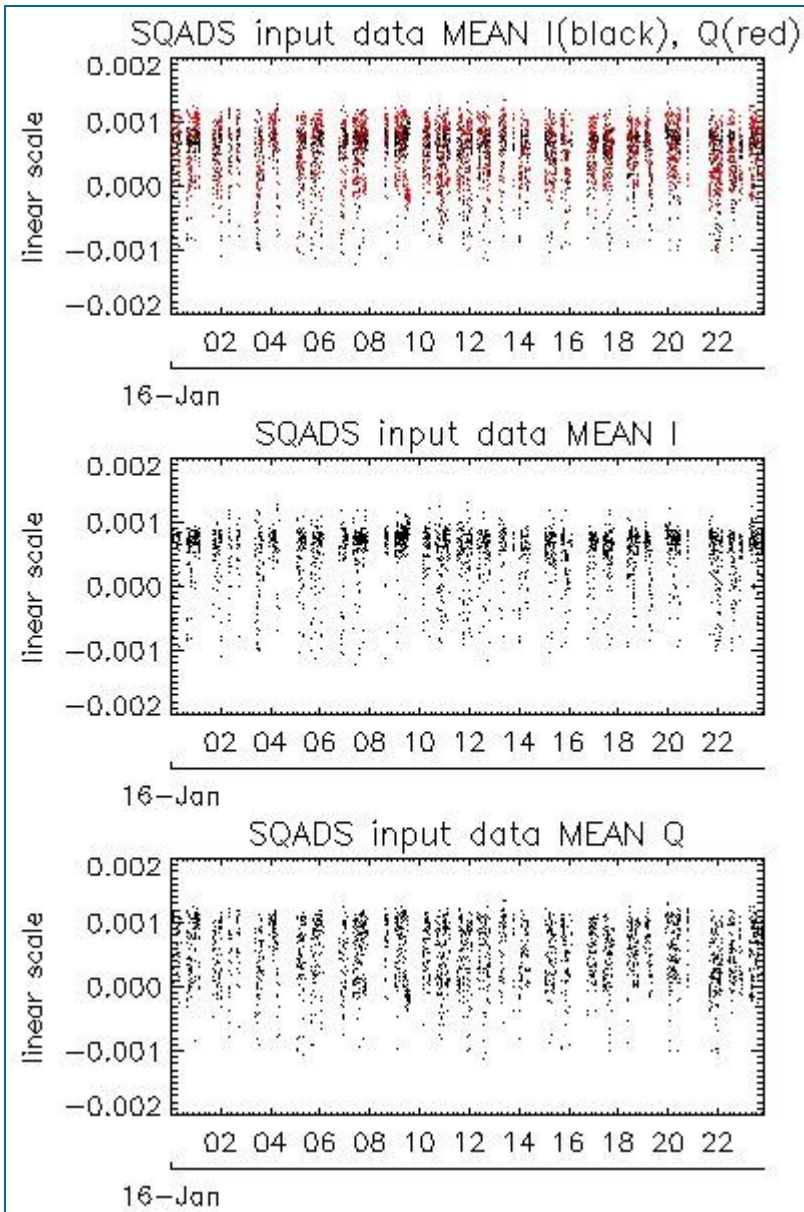 SQADS input data MEAN I(black), Q(red)
0.002
0.001
0.000
-0.001
-0.002
linear scale
02 04 06 08 10 12 14 16 18 20 22
16-Jan
SQADS input data MEAN I
0.002
0.001
0.000
-0.001
-0.002
linear scale
02 04 06 08 10 12 14 16 18 20 22
16-Jan
SQADS input data MEAN Q
0.002
0.001
0.000
-0.001
-0.002
linear scale
02 04 06 08 10 12 14 16 18 20 22
16-Jan